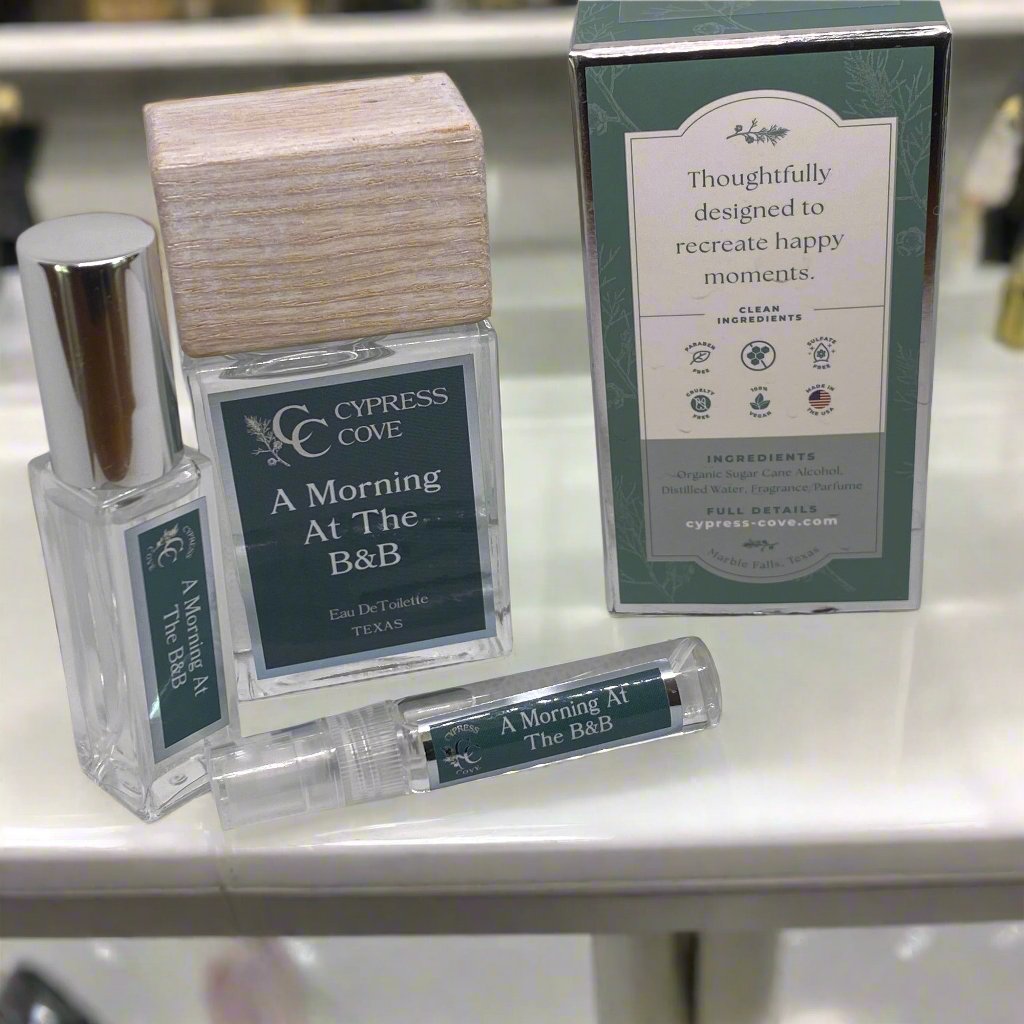 CC CYPRESS
COVE
A Morning
At The
B&B
Eau DeToilette
TEXAS
CYPRESS
CC
COVE
A Morning At
The B&B
CYPRESS
CC
COVE
A Morning At
The B&B
Thoughtfully
designed to
recreate happy
moments.
CLEAN
INGREDIENTS
PARABEN
FREE
SULFATE
FREE
CRUELTY
FREE
100%
VEGAN
MADE IN
THE USA
INGREDIENTS
Organic Sugar Cane Alcohol,
Distilled Water, Fragrance/Parfume
FULL DETAILS
cypress-cove.com
Marble Falls, Texas